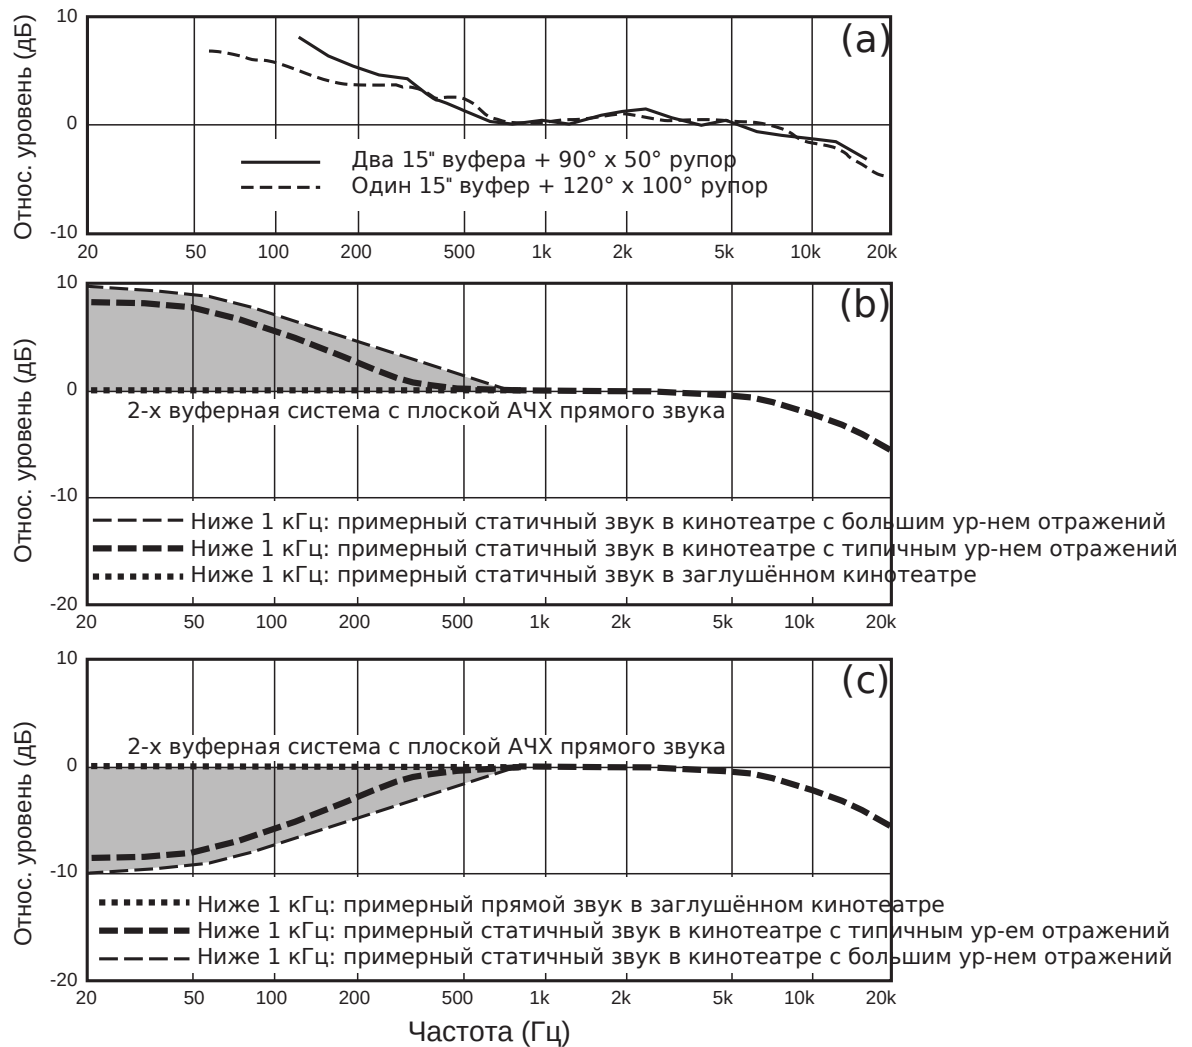 10
(a)
Относ. уровень (дБ)
0
Два 15" вуфера + 90° x 50° рупор
Один 15" вуфер + 120° x 100° рупор
-10
20 50 100 200 500 1k 2k 5k 10k 20k
10
(b)
Относ. уровень (дБ)
0
2-х вуферная система с плоской АЧХ прямого звука
-10
Ниже 1 кГц: примерный статичный звук в кинотеатре с большим ур-нем отражений
Ниже 1 кГц: примерный статичный звук в кинотеатре с типичным ур-нем отражений
Ниже 1 кГц: примерный статичный звук в заглушённом кинотеатре
-20
20 50 100 200 500 1k 2k 5k 10k 20k
10
(c)
Относ. уровень (дБ)
2-х вуферная система с плоской АЧХ прямого звука
0
-10
Ниже 1 кГц: примерный прямой звук в заглушённом кинотеатре
Ниже 1 кГц: примерный статичный звук в кинотеатре с типичным ур-ем отражений
Ниже 1 кГц: примерный статичный звук в кинотеатре с большим ур-нем отражений
-20
20 50 100 200 500 1k 2k 5k 10k 20k
Частота (Гц)